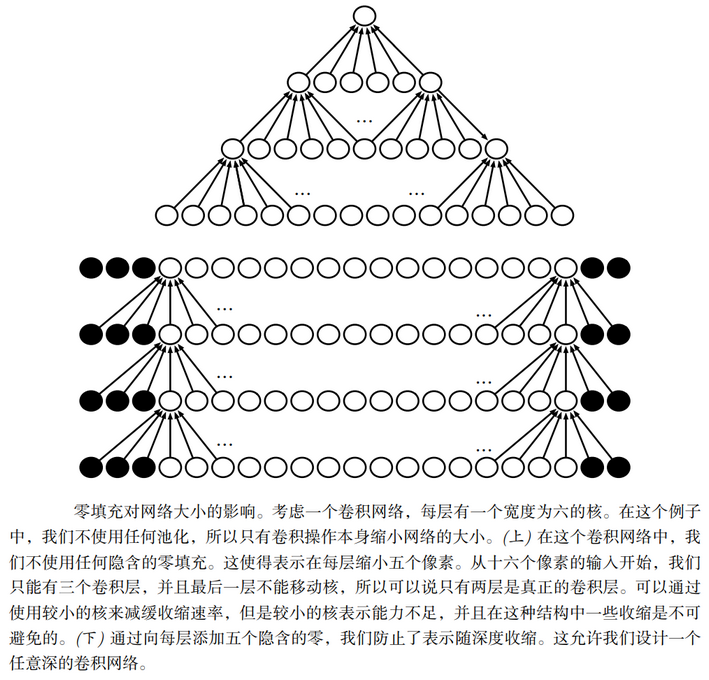 ...
... ...
... ...
... ...
... ...
零填充对网络大小的影响。考虑一个卷积网络，每层有一个宽度为六的核。在这个例子
中，我们不使用任何池化，所以只有卷积操作本身缩小网络的大小。(上) 在这个卷积网络中，我
们不使用任何隐含的零填充。这使得表示在每层缩小五个像素。从十六个像素的输入开始，我们
只能有三个卷积层，并且最后一层不能移动核，所以可以说只有两层是真正的卷积层。可以通过
使用较小的核来减缓收缩速率，但是较小的核表示能力不足，并且在这种结构中一些收缩是不可
避免的。(下) 通过向每层添加五个隐含的零，我们防止了表示随深度收缩。这允许我们设计一个
任意深的卷积网络。